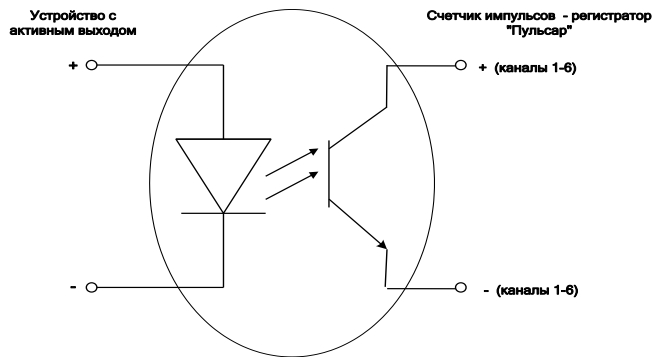 Устройство с
активным выходом
Счетчик импульсов - регистратор
"Пульсар"
+
+ (каналы 1-6)
-
- (каналы 1-6)